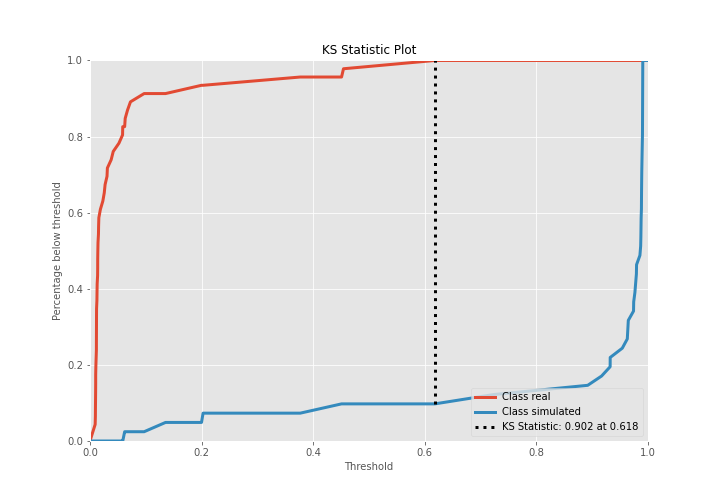 KS Statistic Plot
1.0
0.8
0.6
0.4
0.2
0.0
Percentage below threshold
0.0 0.2 0.4 0.6 0.8 1.0
Threshold
Class real
Class simulated
KS Statistic: 0.902 at 0.618